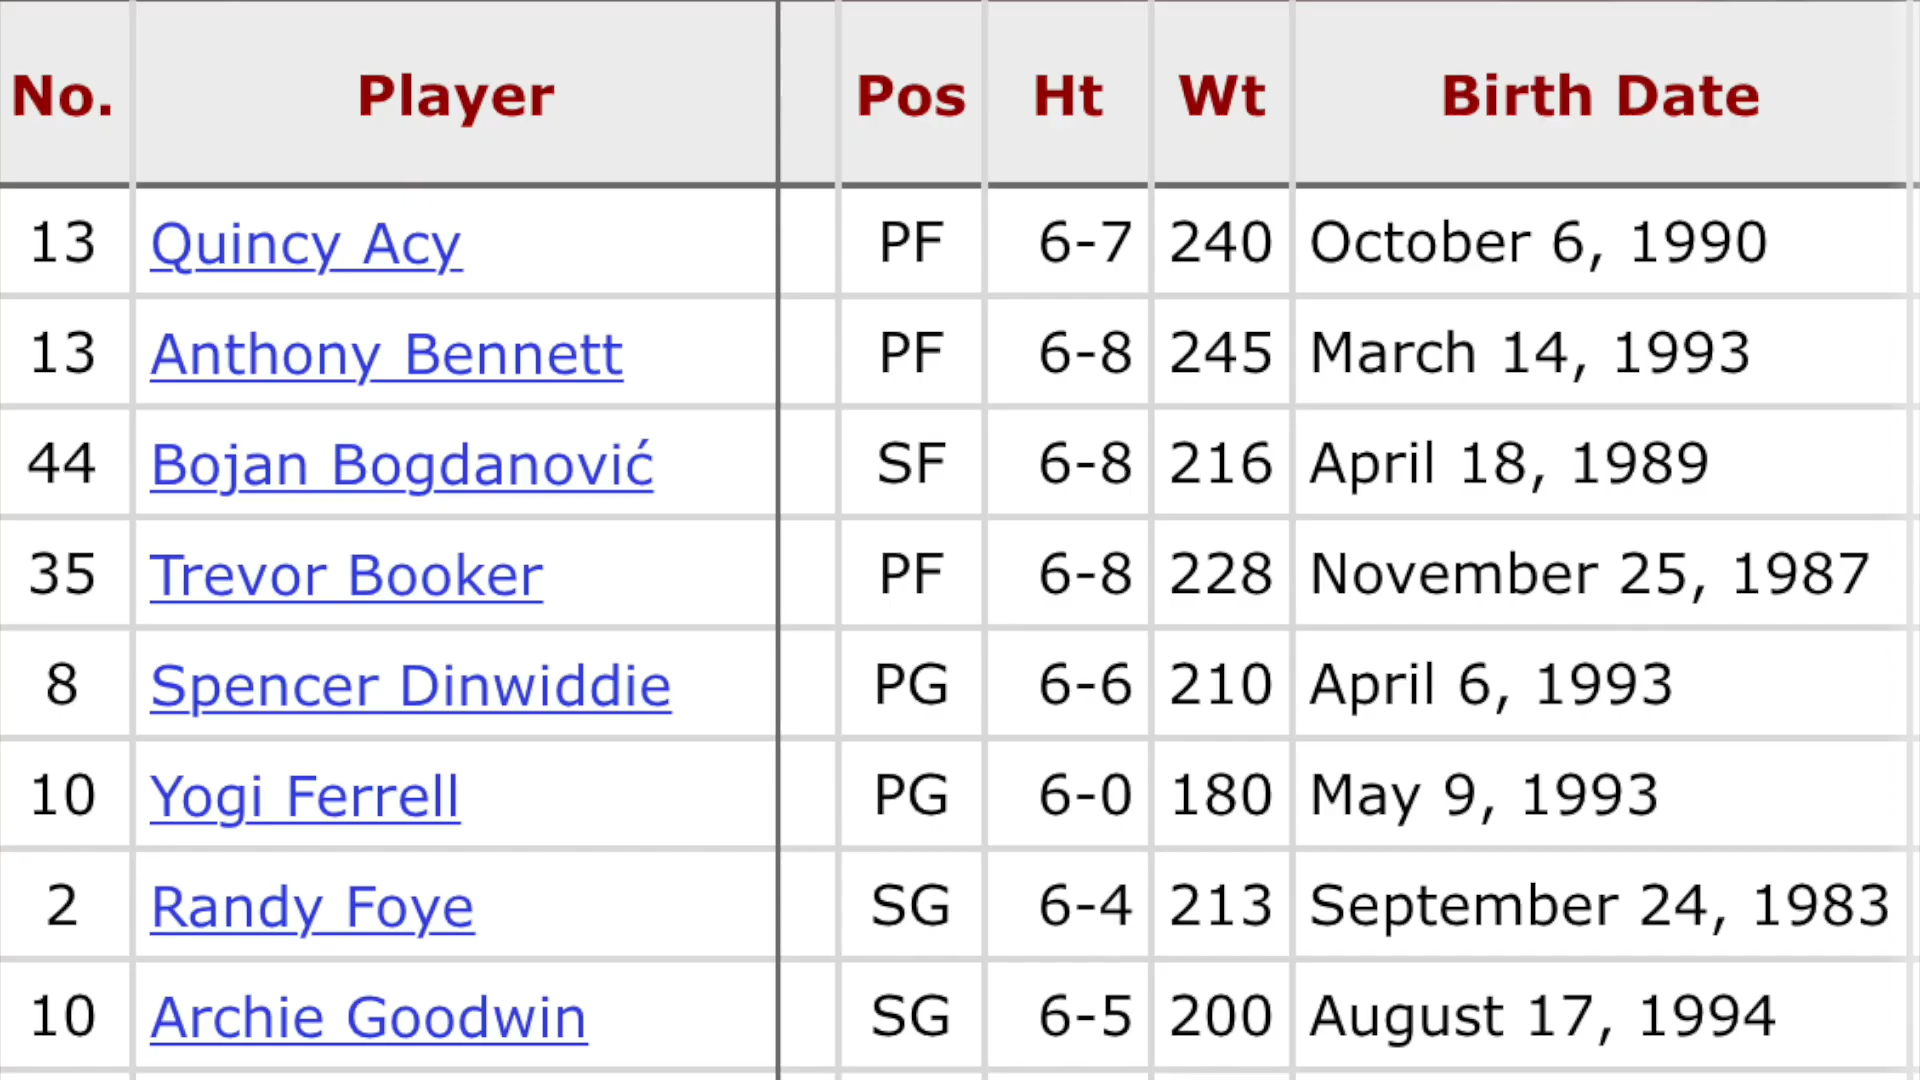 No. Player Pos Ht Wt Birth Date
13 Quincy Acy PF 6-7 240 October 6, 1990
13 Anthony Bennett PF 6-8 245 March 14, 1993
44 Bojan Bogdanović SF 6-8 216 April 18, 1989
35 Trevor Booker PF 6-8 228 November 25, 1987
8 Spencer Dinwiddie PG 6-6 210 April 6, 1993
10 Yogi Ferrell PG 6-0 180 May 9, 1993
2 Randy Foye SG 6-4 213 September 24, 1983
10 Archie Goodwin SG 6-5 200 August 17, 1994